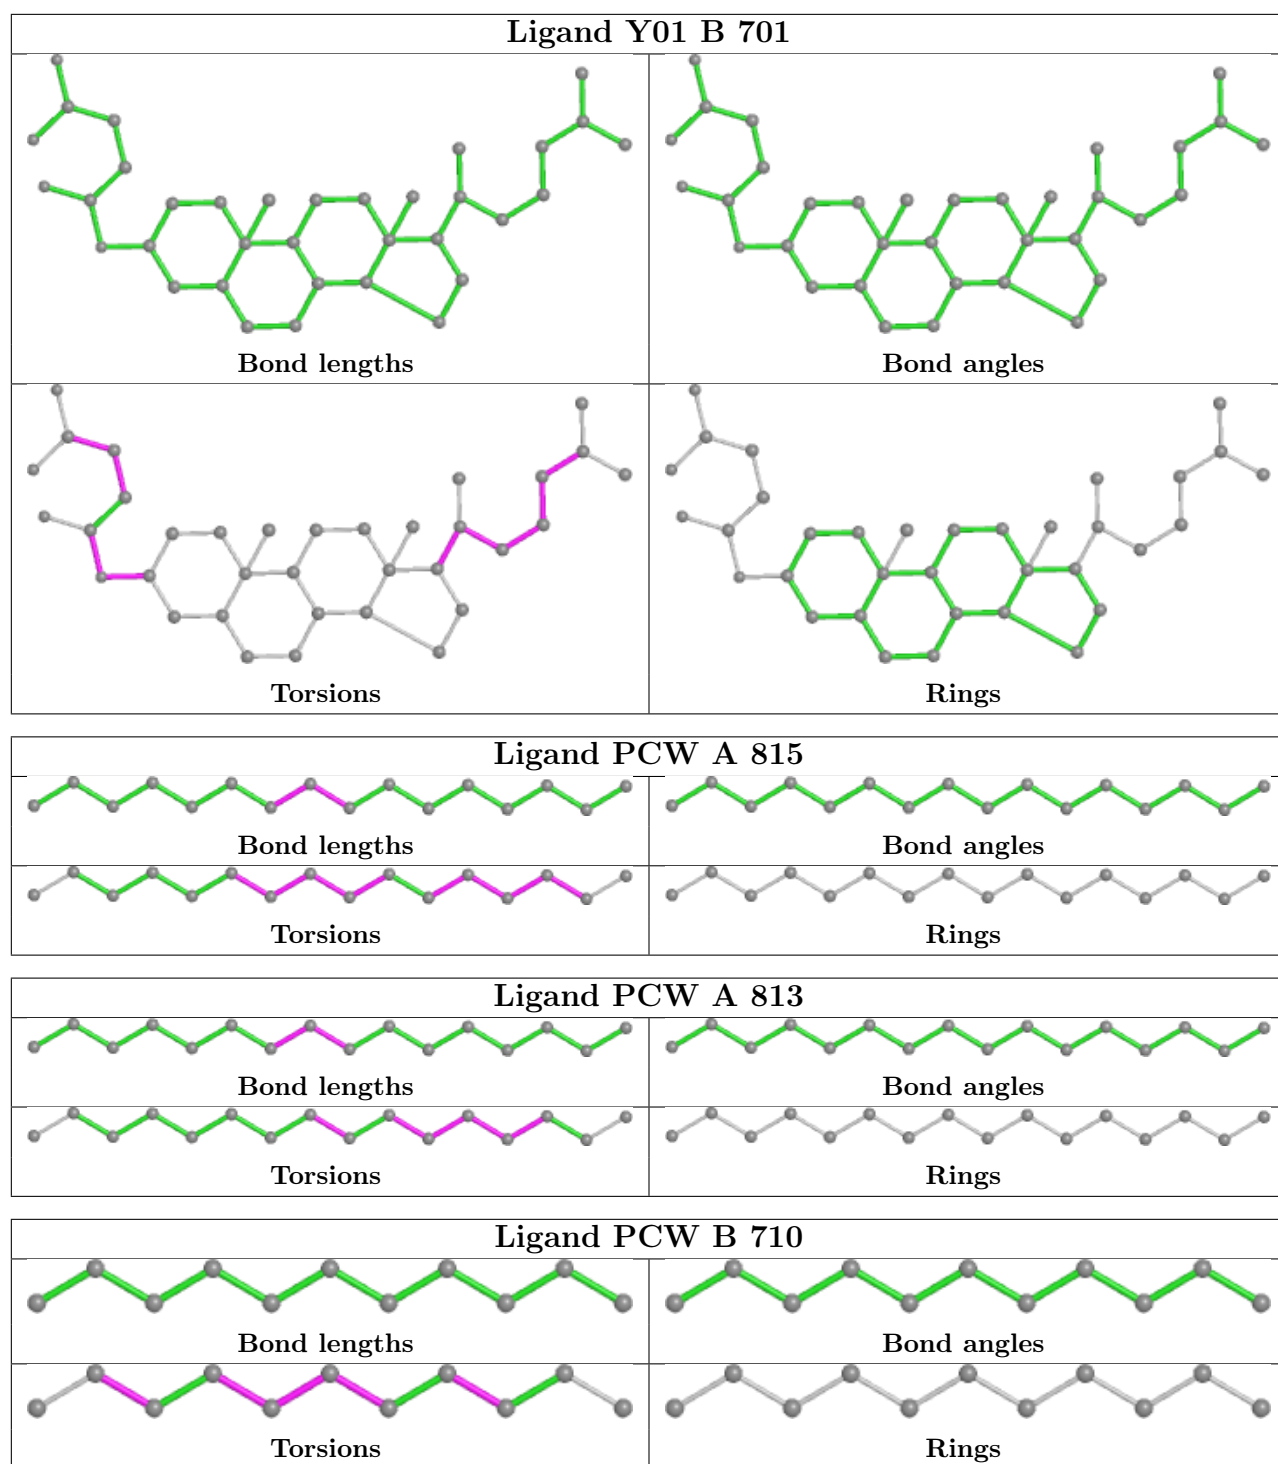 Ligand Y01 B 701
Bond lengths
Bond angles
Torsions
Rings
Ligand PCW A 815
Bond lengths
Bond angles
Torsions
Rings
Ligand PCW A 813
Bond lengths
Bond angles
Torsions
Rings
Ligand PCW B 710
Bond lengths
Bond angles
Torsions
Rings